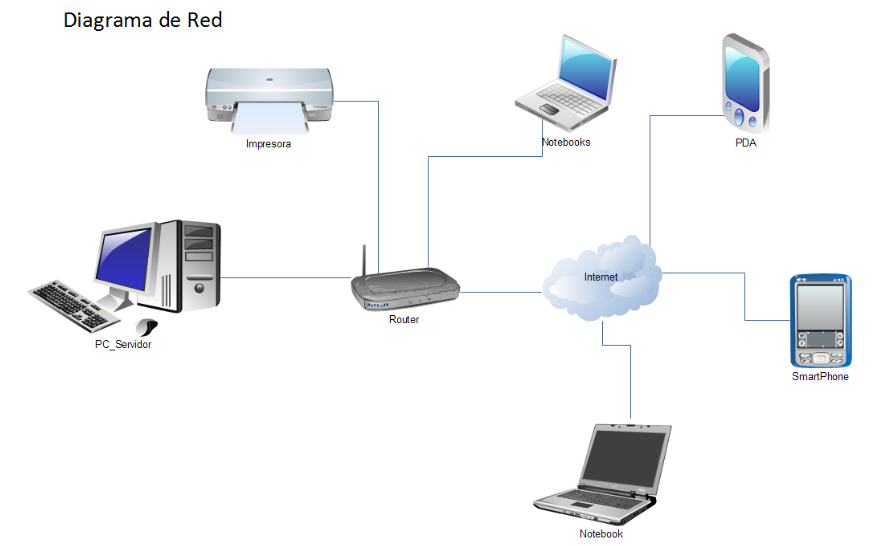 Diagrama de Red
Impresora
Notebooks
PDA
PC_Servidor
Router
Internet
SmartPhone
Notebook